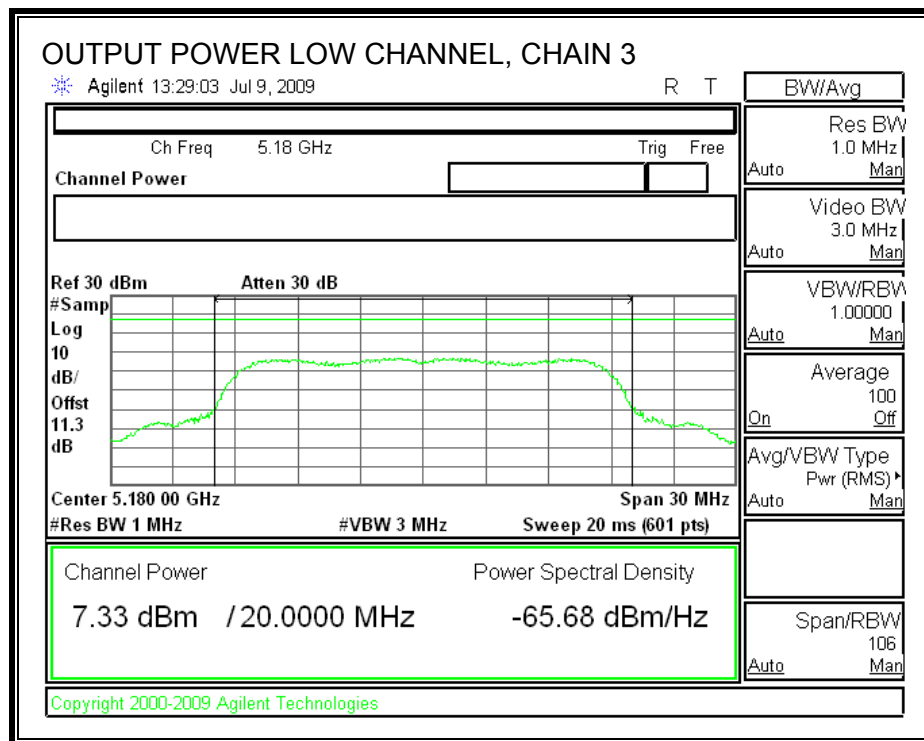 OUTPUT POWER LOW CHANNEL, CHAIN 3
Agilent 13:29:03 Jul 9, 2009
R T
Ch Freq 5.18 GHz
Trig Free
Channel Power
Ref 30 dBm
Atten 30 dB
#Samp
Log
10
dB/
Offst
11.3
dB
Center 5.180 00 GHz
Span 30 MHz
#Res BW 1 MHz
#VBW 3 MHz
Sweep 20 ms (601 pts)
Channel Power
Power Spectral Density
7.33 dBm /20.0000 MHz
-65.68 dBm/Hz
Copyright 2000-2009 Agilent Technologies
BW/Avg
Res BW
1.0 MHz
Auto Man
Video BW
3.0 MHz
Auto Man
VBW/RBW
1.00000
Auto Man
Average
100
On Off
Avg/VBW Type
Pwr (RMS)
Auto Man
Span/RBW
106
Auto Man